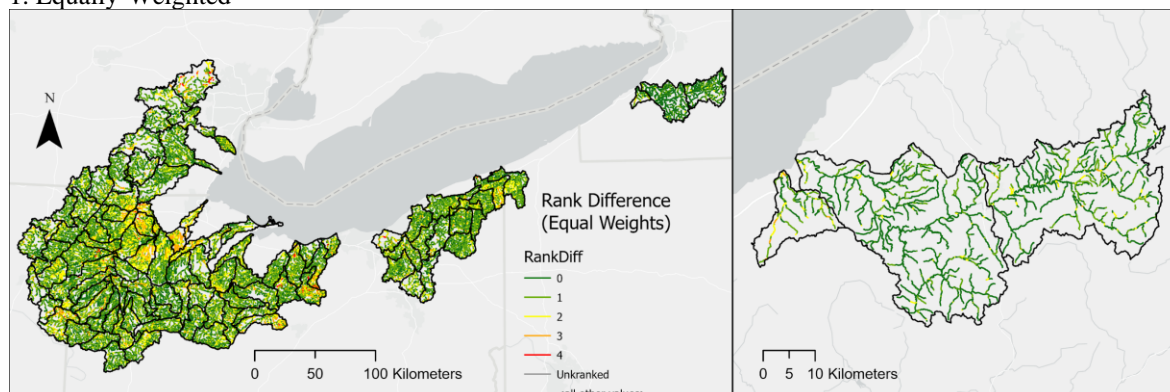 1. Equally-Weighted
N
Rank Difference
(Equal Weights)
RankDiff
0
1
2
3
4
Unkranked
0 50 100 Kilometers
0 5 10 Kilometers